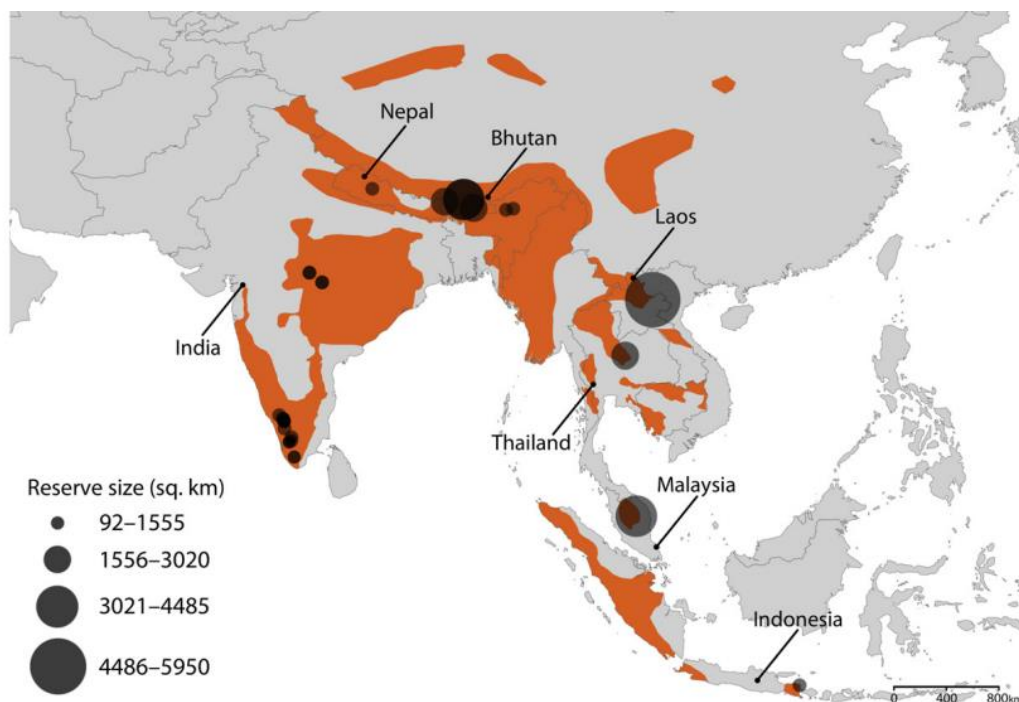 Nepal
Bhutan
Laos
India
Thailand
Malaysia
Indonesia
Reserve size (sq. km)
92–1555
1556–3020
3021–4485
4486–5950
0 400 800km